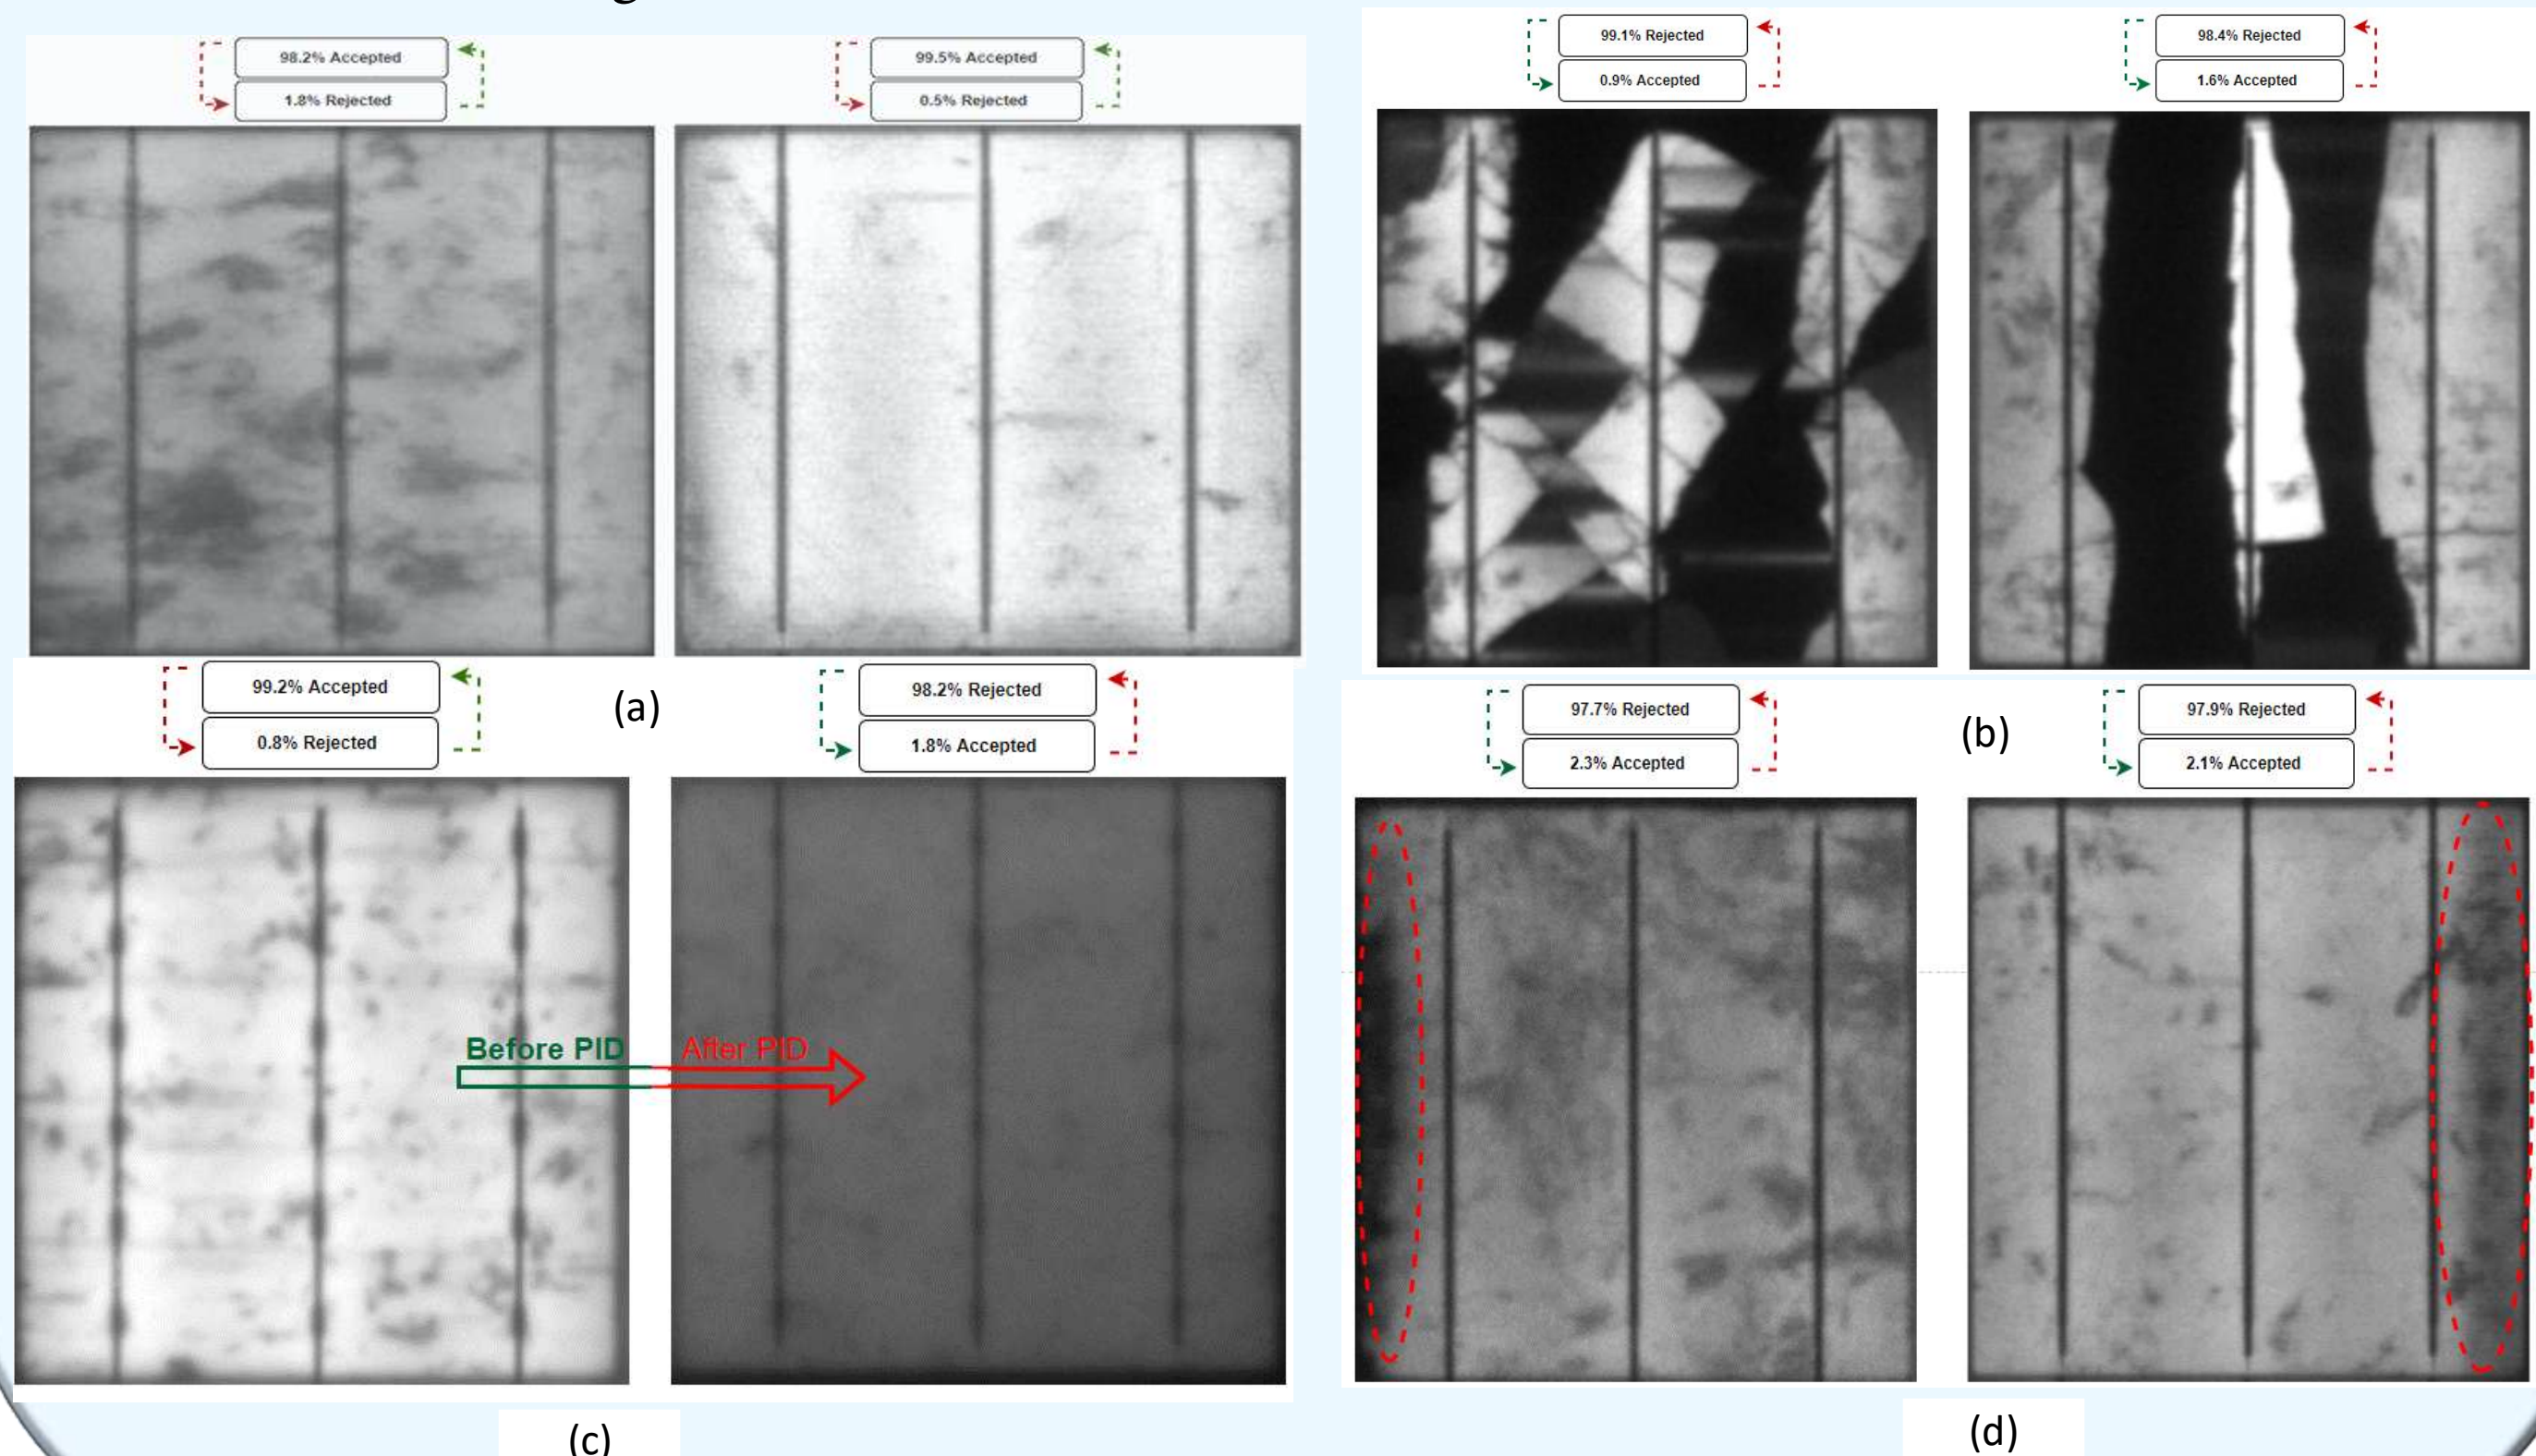 98.2% Accepted
1.8% Rejected
99.5% Accepted
0.5% Rejected
99.1% Rejected
0.9% Accepted
98.4% Rejected
1.6% Accepted
(a)
(b)
99.2% Accepted
0.8% Rejected
98.2% Rejected
1.8% Accepted
Before PID
After PID
97.7% Rejected
2.3% Accepted
97.9% Rejected
2.1% Accepted
(c)
(d)